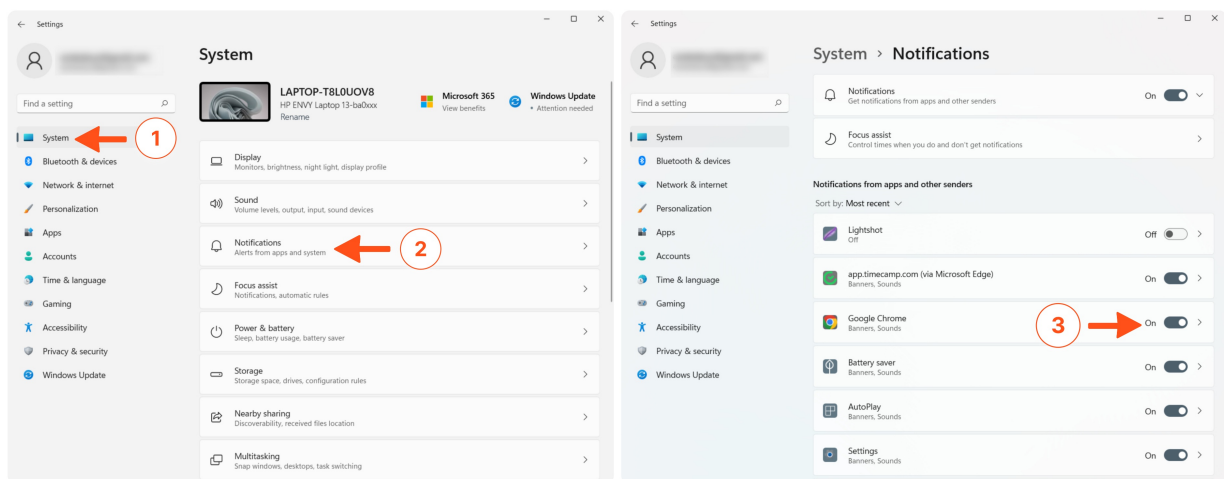 Settings
Find a setting
System
1
Bluetooth & devices
Network & internet
Personalization
Apps
Accounts
Time & language
Gaming
Accessibility
Privacy & security
Windows Update
System
LAPTOP-T8L0UOV8
HP ENVY Laptop 13-ba0xxx
Rename
Microsoft 365
View benefits
Windows Update
• Attention needed
Display
Monitors, brightness, night light, display profile
Sound
Volume levels, output, input, sound devices
Notifications
Alerts from apps and system
2
Focus assist
Notifications, automatic rules
Power & battery
Sleep, battery usage, battery saver
Storage
Storage space, drives, configuration rules
Nearby sharing
Discoverability, received files location
Multitasking
Snap windows, desktops, task switching
Settings
Find a setting
System
Bluetooth & devices
Network & internet
Personalization
Apps
Accounts
Time & language
Gaming
Accessibility
Privacy & security
Windows Update
System > Notifications
Notifications
Get notifications from apps and other senders
On
Focus assist
Control times when you do and don't get notifications
Notifications from apps and other senders
Sort by: Most recent
Lightshot
Off
Off
app.timecamp.com (via Microsoft Edge)
Banners, Sounds
On
Google Chrome
Banners, Sounds
3
On
Battery saver
Banners, Sounds
On
AutoPlay
Banners, Sounds
On
Settings
Banners, Sounds
On